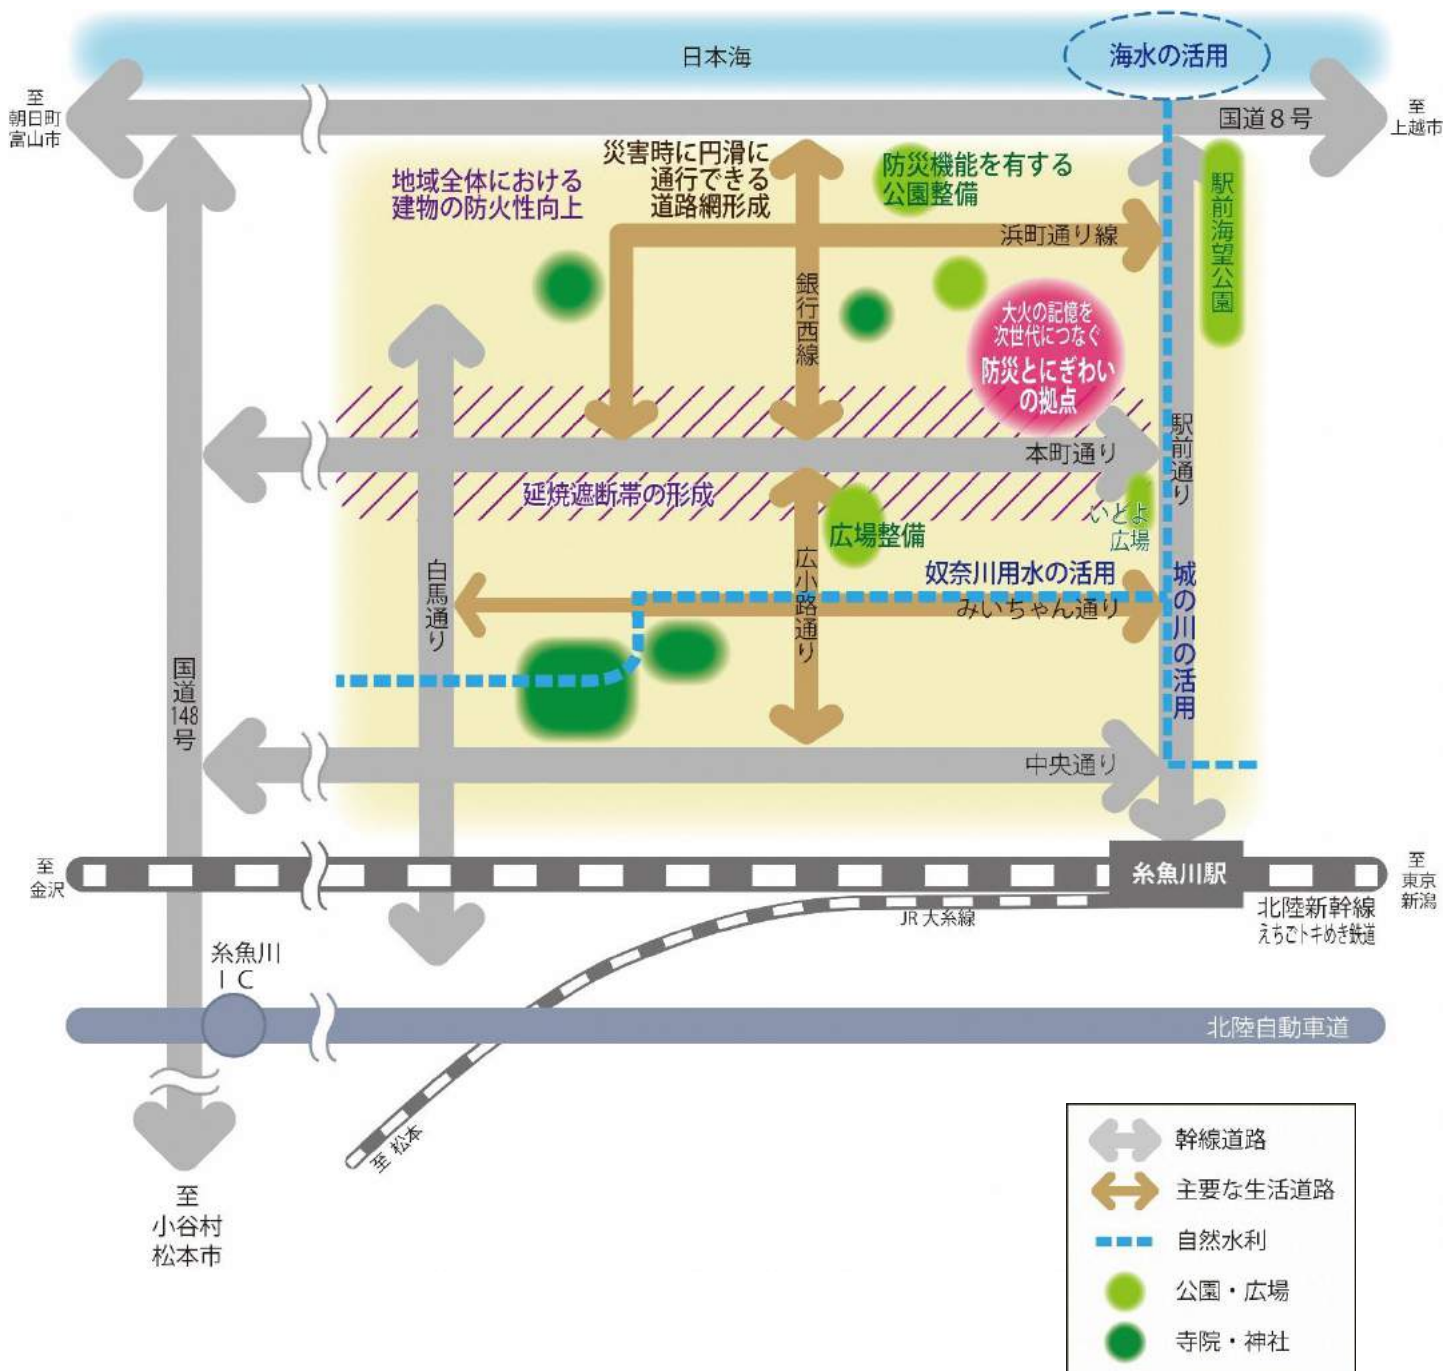 日本海
海水の活用
至
朝日町
富山市
国道8号
至
上越市
地域全体における
建物の防火性向上
災害時に円滑に
通行できる
道路網形成
防災機能を有する
公園整備
駅前海望公園
浜町通り線
銀行西線
大火の記憶を
次世代につなぐ
防災とにぎわい
の拠点
本町通り
駅前通り
延焼遮断帯の形成
広場整備
いとよ
広場
白馬通り
広小路通り
奴奈川用水の活用
みいちゃん通り
城の川の活用
国道148号
中央通り
至
金沢
糸魚川駅
至
東京
新潟
JR大糸線
北陸新幹線
えちごトキめき鉄道
糸魚川
IC
北陸自動車道
至 松本
至
小谷村
松本市
幹線道路
主要な生活道路
自然水利
公園・広場
寺院・神社